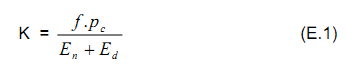 K = f.p_c / (E_n + E_d) (E.1)